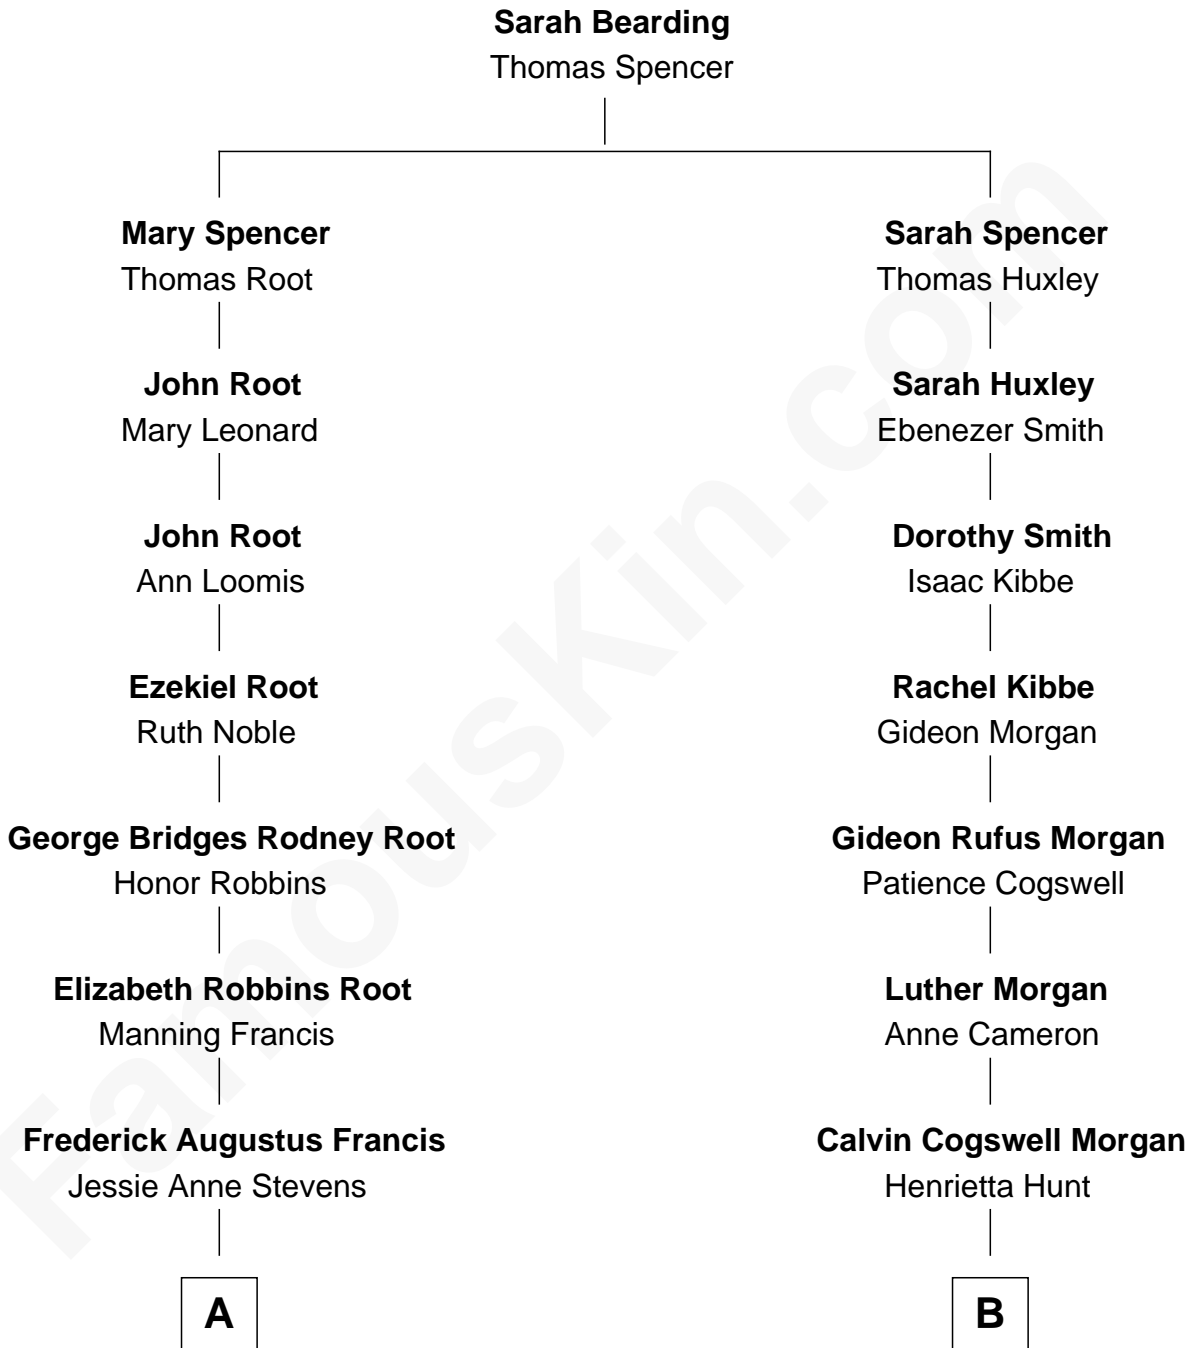 Sarah Bearding
Thomas Spencer
Mary Spencer
Thomas Root
Sarah Spencer
Thomas Huxley
John Root
Mary Leonard
Sarah Huxley
Ebenezer Smith
John Root
Ann Loomis
Dorothy Smith
Isaac Kibbe
Ezekiel Root
Ruth Noble
Rachel Kibbe
Gideon Morgan
George Bridges Rodney Root
Honor Robbins
Gideon Rufus Morgan
Patience Cogswell
Elizabeth Robbins Root
Manning Francis
Luther Morgan
Anne Cameron
Frederick Augustus Francis
Jessie Anne Stevens
Calvin Cogswell Morgan
Henrietta Hunt
A
B
FamousKin.com